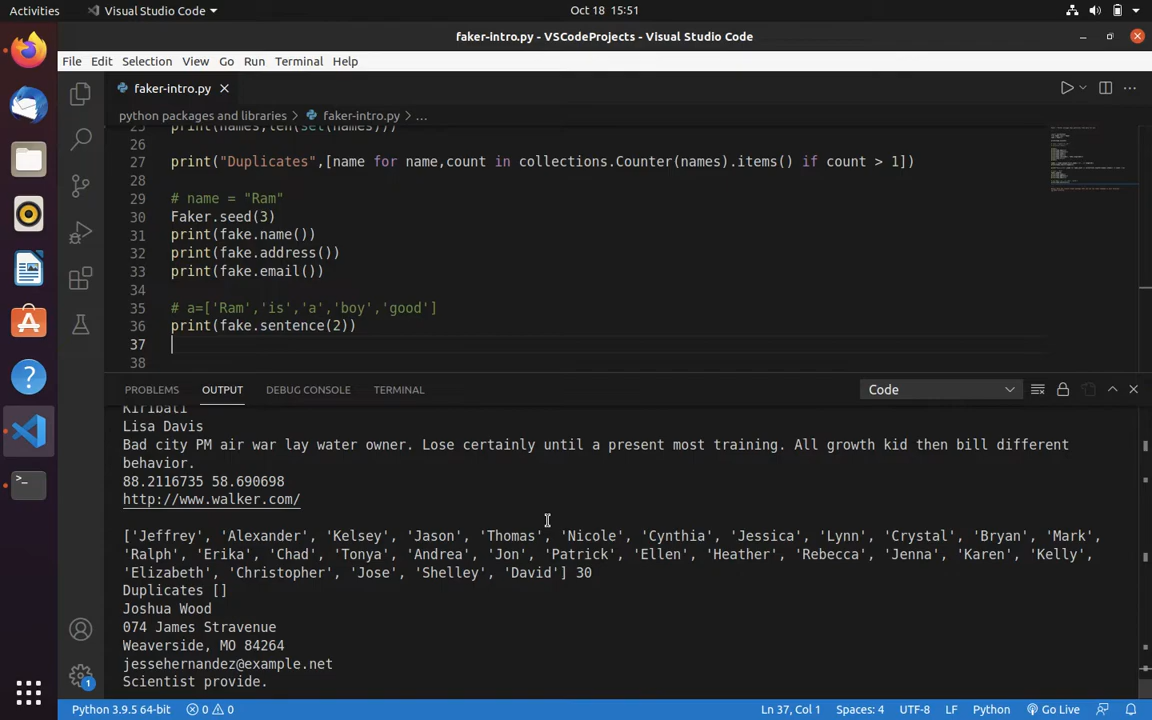 Activities
Visual Studio Code
Oct 18 15:51
faker-intro.py - VSCodeProjects - Visual Studio Code
File Edit Selection View Go Run Terminal Help
faker-intro.py
python packages and libraries > faker-intro.py > ...
25 print(names,len(set(names)))
26
27 print("Duplicates",[name for name,count in collections.Counter(names).items() if count > 1])
28
29 # name = "Ram"
30 Faker.seed(3)
31 print(fake.name())
32 print(fake.address())
33 print(fake.email())
34
35 # a=['Ram','is','a','boy','good']
36 print(fake.sentence(2))
37
38
PROBLEMS OUTPUT DEBUG CONSOLE TERMINAL
Code
Kiribati
Lisa Davis
Bad city PM air war lay water owner. Lose certainly until a present most training. All growth kid then bill different
behavior.
88.2116735 58.690698
http://www.walker.com/
['Jeffrey', 'Alexander', 'Kelsey', 'Jason', 'Thomas', 'Nicole', 'Cynthia', 'Jessica', 'Lynn', 'Crystal', 'Bryan', 'Mark',
'Ralph', 'Erika', 'Chad', 'Tonya', 'Andrea', 'Jon', 'Patrick', 'Ellen', 'Heather', 'Rebecca', 'Jenna', 'Karen', 'Kelly',
'Elizabeth', 'Christopher', 'Jose', 'Shelley', 'David'] 30
Duplicates []
Joshua Wood
074 James Stravenue
Weaverside, MO 84264
jessehernandez@example.net
Scientist provide.
1
Python 3.9.5 64-bit 0 0 Ln 37, Col 1 Spaces: 4 UTF-8 LF Python Go Live